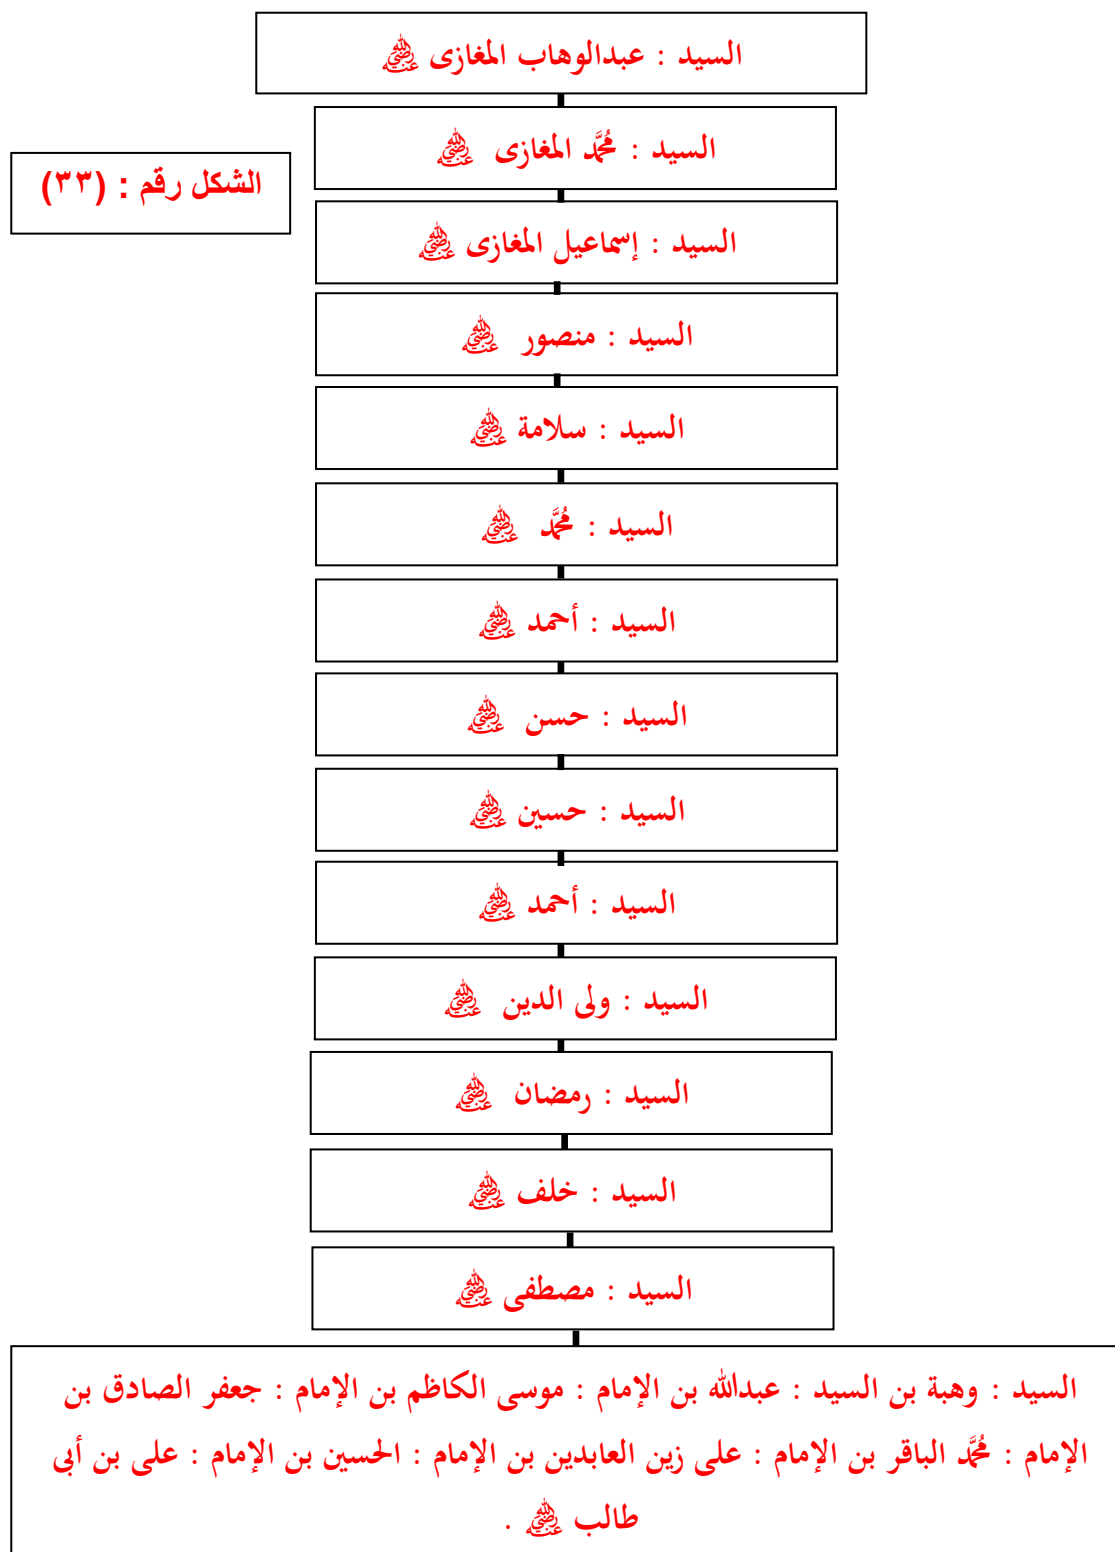 السيد : عبدالوهاب المغازى ﵁
السيد : مُحَمَّد المغازى ﵁
الشكل رقم : (٣٣)
السيد : إسماعيل المغازى ﵁
السيد : منصور ﵁
السيد : سلامة ﵁
السيد : مُحَمَّد ﵁
السيد : أحمد ﵁
السيد : حسن ﵁
السيد : حسين ﵁
السيد : أحمد ﵁
السيد : ولى الدين ﵁
السيد : رمضان ﵁
السيد : خلف ﵁
السيد : مصطفى ﵁
السيد : وهبة بن السيد : عبدالله بن الإمام : موسى الكاظم بن الإمام : جعفر الصادق بن
الإمام : مُحَمَّد الباقر بن الإمام : على زين العابدين بن الإمام : الحسين بن الإمام : على بن أبى
طالب ﵁ .